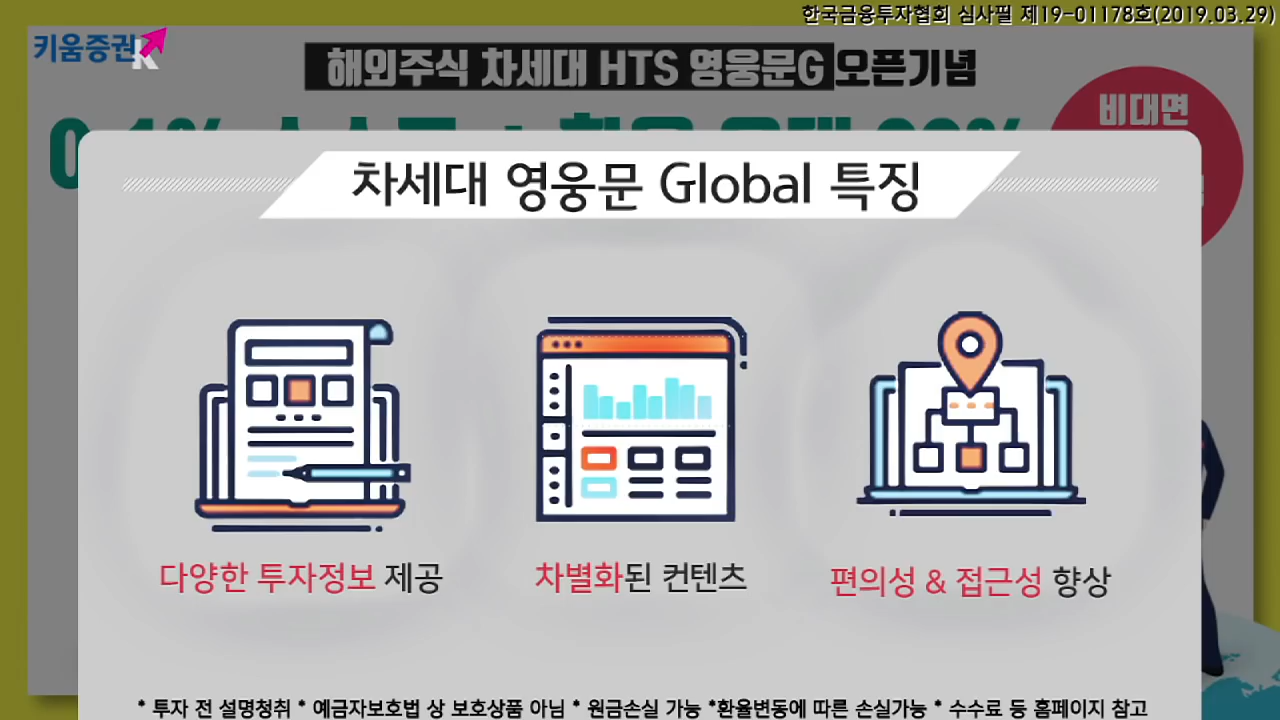 한국금융투자협회 심사필 제19-01178호(2019.03.29)
키움증권
해외주식 차세대 HTS 영웅문G 오픈기념
비대면
차세대 영웅문 Global 특징
다양한 투자정보 제공
차별화된 컨텐츠
편의성 & 접근성 향상
* 투자 전 설명청취 * 예금자보호법 상 보호상품 아님 * 원금손실 가능 *환율변동에 따른 손실가능 * 수수료 등 홈페이지 참고